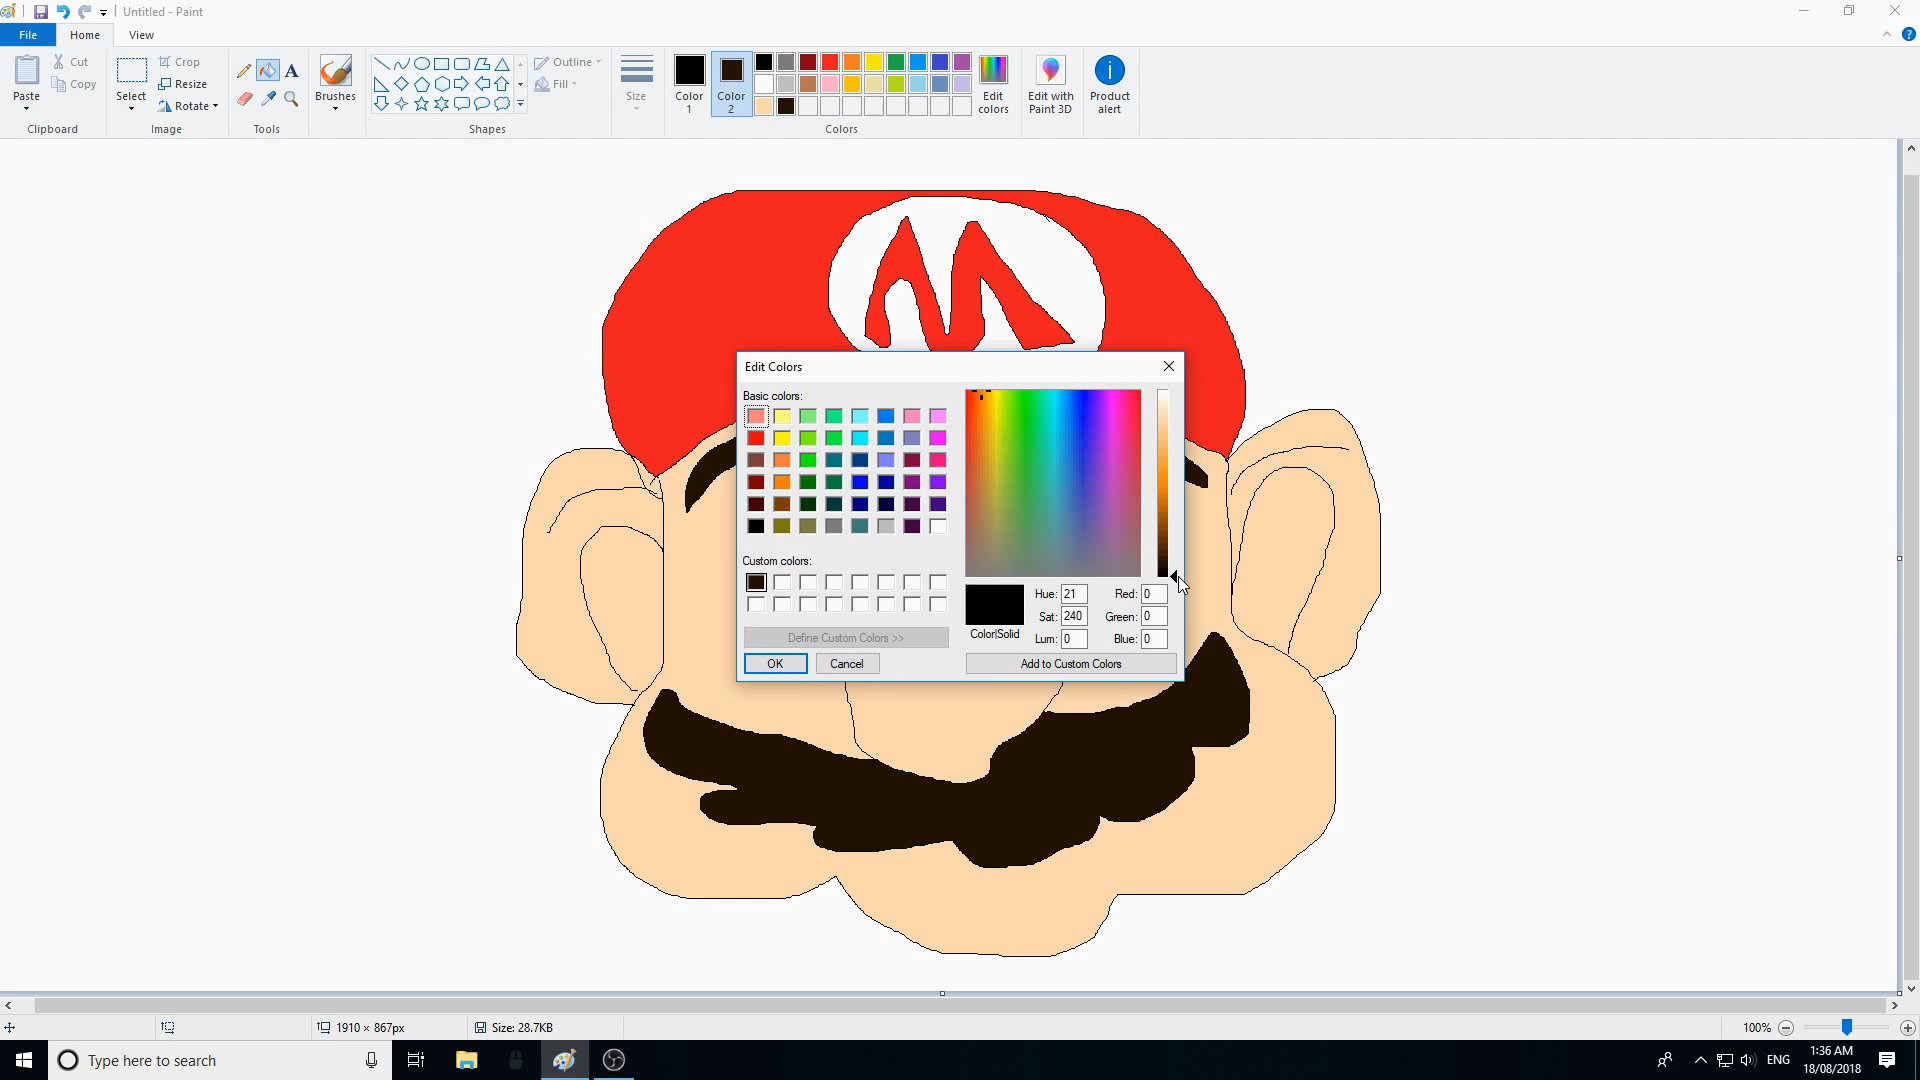 Untitled - Paint
File Home View
Paste
Cut
Copy
Clipboard
Select
Crop
Resize
Rotate
Image
A
Tools
Brushes
Outline
Fill
Shapes
Size
Color 1
Color 2
Edit colors
Colors
Edit with Paint 3D
Product alert
M
Edit Colors
Basic colors:
Custom colors:
Define Custom Colors >>
OK Cancel
Hue: 21 Red: 0
Sat: 240 Green: 0
Lum: 0 Blue: 0
Color|Solid
Add to Custom Colors
1910 × 867px Size: 28.7KB 100%
Type here to search
ENG
1:36 AM
18/08/2018